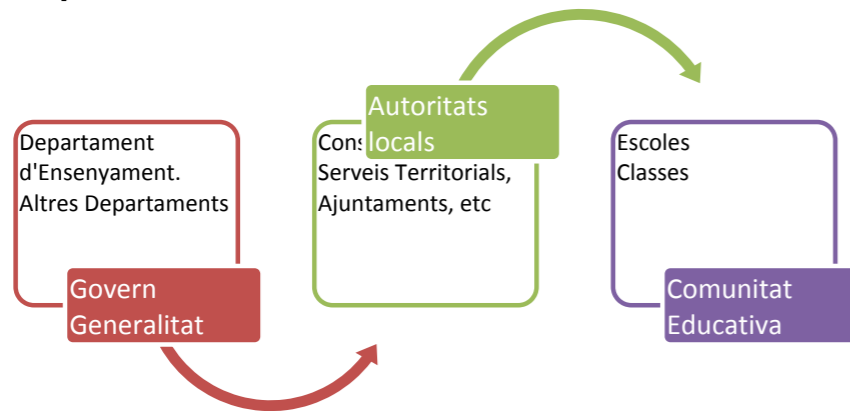 Departament
d'Ensenyament.
Altres Departaments
Govern
Generalitat
Autoritats
locals
Serveis Territorials,
Ajuntaments, etc
Escoles
Classes
Comunitat
Educativa